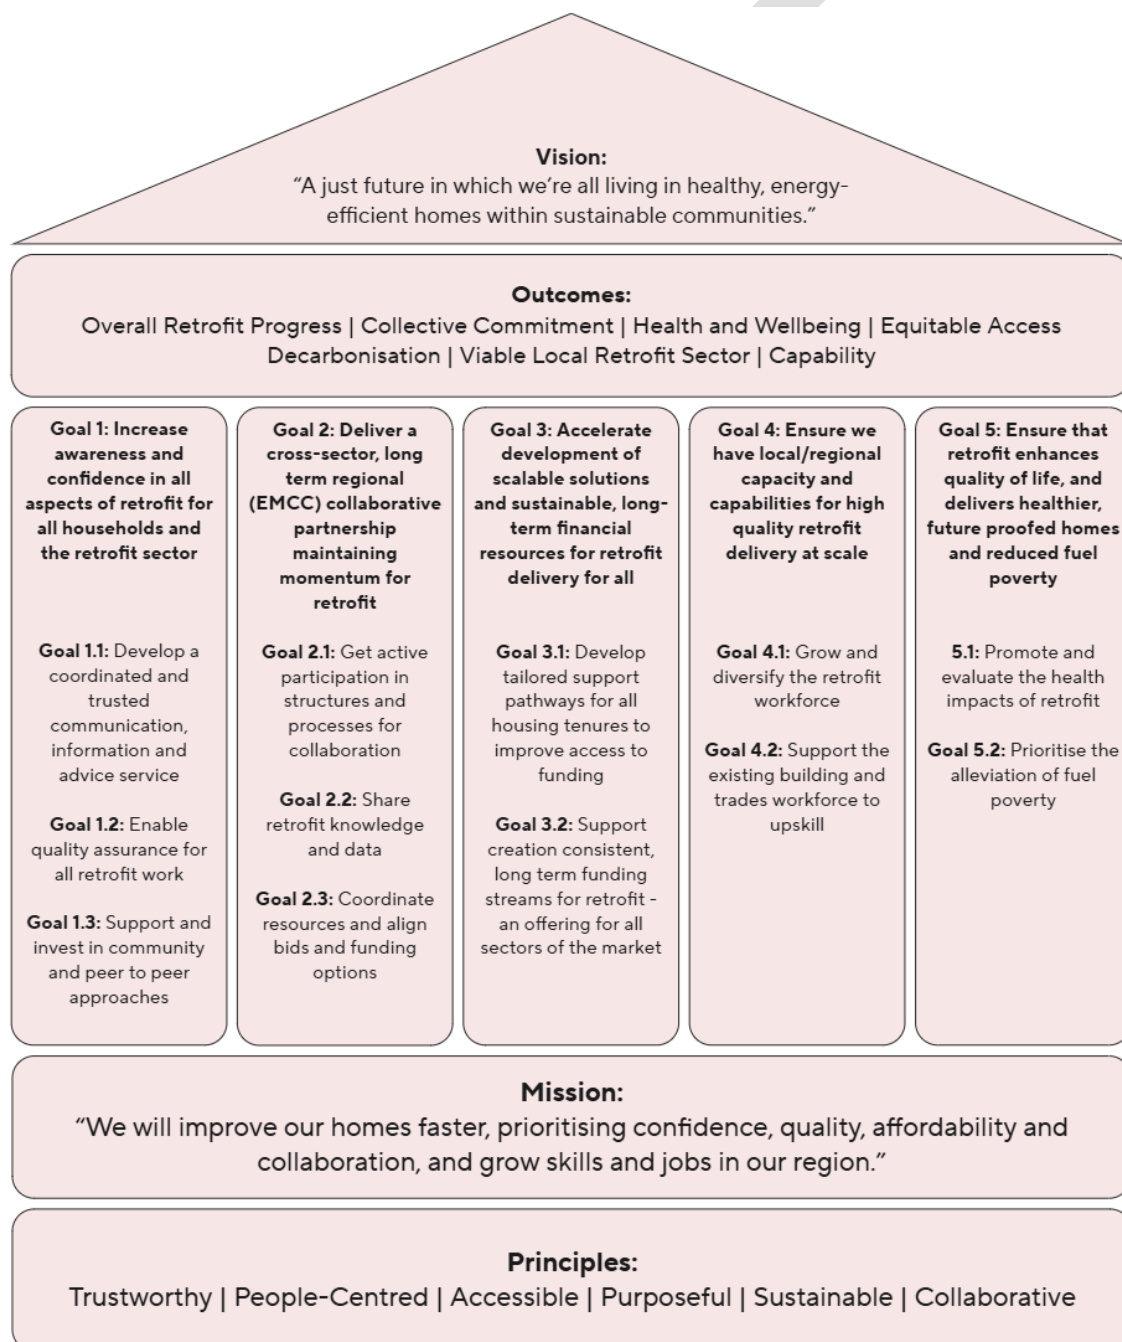 Vision:
“A just future in which we’re all living in healthy, energy-
efficient homes within sustainable communities.”
Outcomes:
Overall Retrofit Progress | Collective Commitment | Health and Wellbeing | Equitable Access
Decarbonisation | Viable Local Retrofit Sector | Capability
Goal 1: Increase
awareness and
confidence in all
aspects of retrofit for
all households and
the retrofit sector
Goal 1.1: Develop a
coordinated and
trusted
communication,
information and
advice service
Goal 1.2: Enable
quality assurance for
all retrofit work
Goal 1.3: Support and
invest in community
and peer to peer
approaches
Goal 2: Deliver a
cross-sector, long
term regional
(EMCC) collaborative
partnership
maintaining
momentum for
retrofit
Goal 2.1: Get active
participation in
structures and
processes for
collaboration
Goal 2.2: Share
retrofit knowledge
and data
Goal 2.3: Coordinate
resources and align
bids and funding
options
Goal 3: Accelerate
development of
scalable solutions
and sustainable, long-
term financial
resources for retrofit
delivery for all
Goal 3.1: Develop
tailored support
pathways for all
housing tenures to
improve access to
funding
Goal 3.2: Support
creation consistent,
long term funding
streams for retrofit -
an offering for all
sectors of the market
Goal 4: Ensure we
have local/regional
capacity and
capabilities for high
quality retrofit
delivery at scale
Goal 4.1: Grow and
diversify the retrofit
workforce
Goal 4.2: Support the
existing building and
trades workforce to
upskill
Goal 5: Ensure that
retrofit enhances
quality of life, and
delivers healthier,
future proofed homes
and reduced fuel
poverty
5.1: Promote and
evaluate the health
impacts of retrofit
Goal 5.2: Prioritise the
alleviation of fuel
poverty
Mission:
“We will improve our homes faster, prioritising confidence, quality, affordability and
collaboration, and grow skills and jobs in our region.”
Principles:
Trustworthy | People-Centred | Accessible | Purposeful | Sustainable | Collaborative